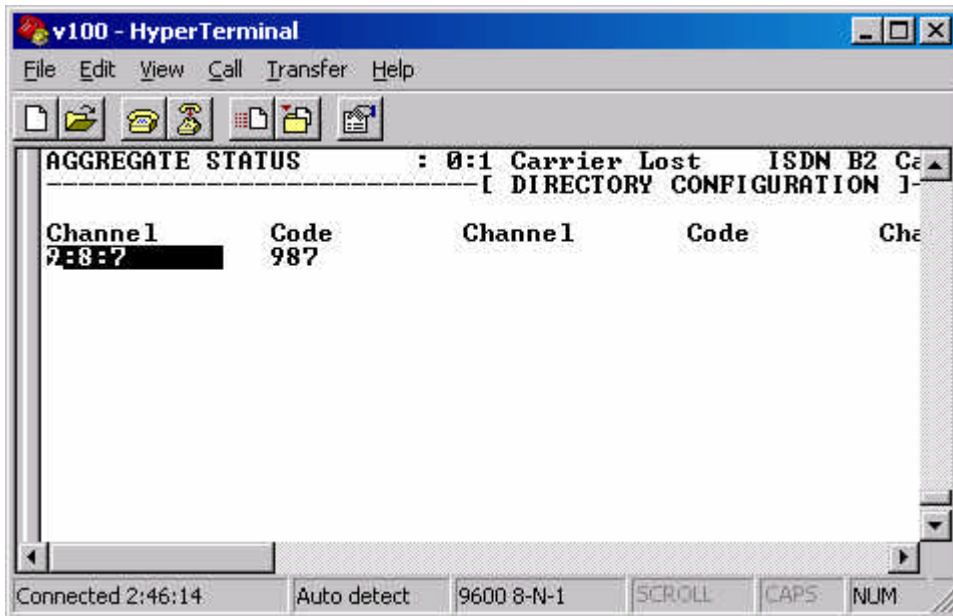 v100 - HyperTerminal
File Edit View Call Transfer Help
AGGREGATE STATUS : 0:1 Carrier Lost ISDN B2 Ca
-----------------------------[ DIRECTORY CONFIGURATION ]-
Channel Code Channel Code Cha
9:8:7 987
Connected 2:46:14 Auto detect 9600 8-N-1 SCROLL CAPS NUM